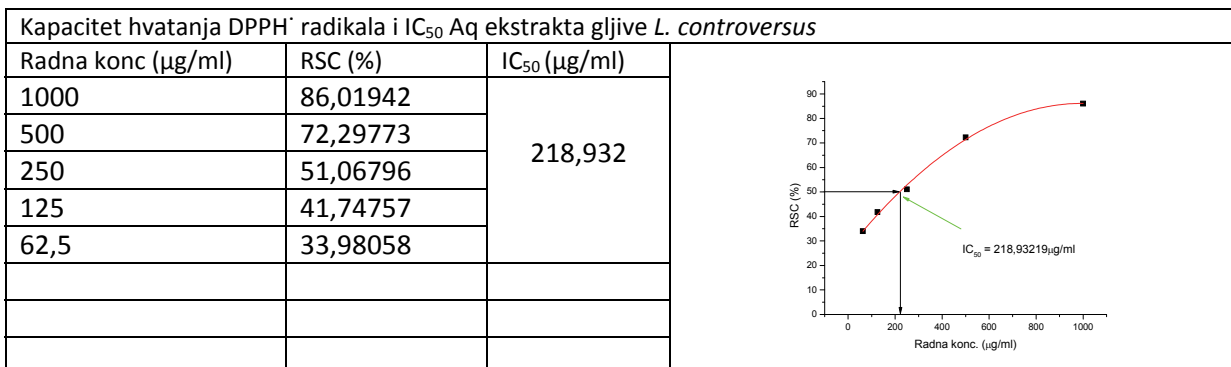 Kapacitet hvatanja DPPH˙ radikala i IC₅₀ Aq ekstrakta gljive L. controversus
Radna konc (μg/ml) RSC (%) IC₅₀ (μg/ml)
1000 86,01942
500 72,29773
250 51,06796
125 41,74757
62,5 33,98058
218,932
90
80
70
60
50
40
30
20
10
0
RSC (%)
IC₅₀ = 218,93219μg/ml
0 200 400 600 800 1000
Radna konc. (μg/ml)